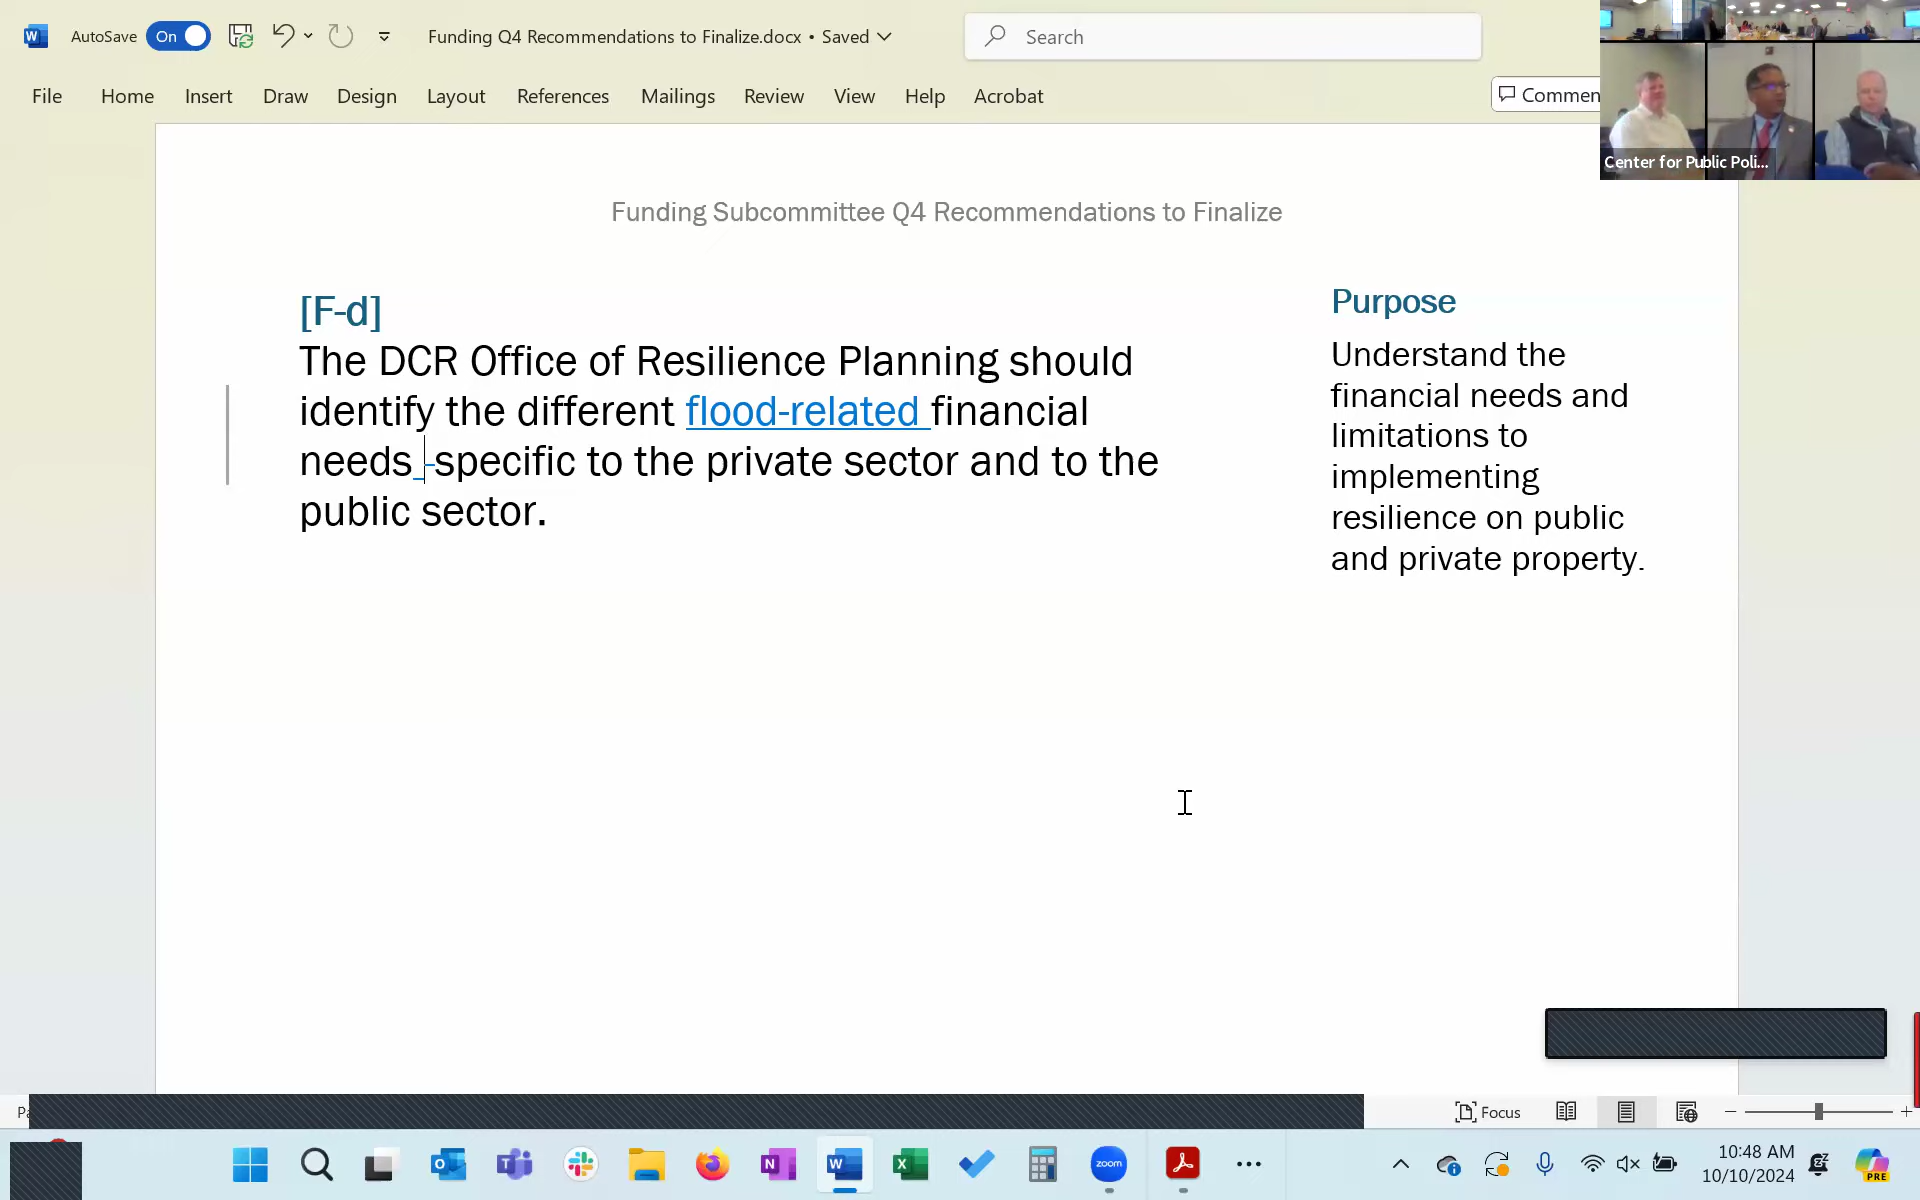 AutoSave On Funding Q4 Recommendations to Finalize.docx • Saved Search
File Home Insert Draw Design Layout References Mailings Review View Help Acrobat Commen
Center for Public Poli...
Funding Subcommittee Q4 Recommendations to Finalize
[F-d]
The DCR Office of Resilience Planning should
identify the different flood-related financial
needs specific to the private sector and to the
public sector.
Purpose
Understand the
financial needs and
limitations to
implementing
resilience on public
and private property.
Pa
Focus
zoom
10:48 AM
10/10/2024
PRE